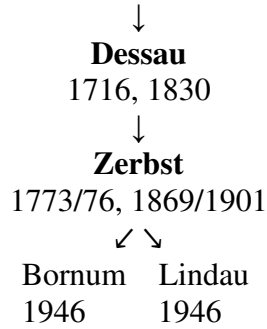 ↓
Dessau
1716, 1830
↓
Zerbst
1773/76, 1869/1901
↙ ↘
Bornum Lindau
1946 1946